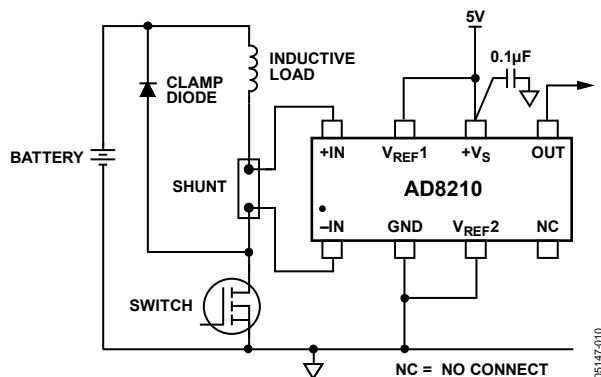 5V
0.1µF
INDUCTIVE
LOAD
CLAMP
DIODE
BATTERY
SHUNT
+IN VREF1 +VS OUT
AD8210
–IN GND VREF2 NC
SWITCH
NC = NO CONNECT
05147-010